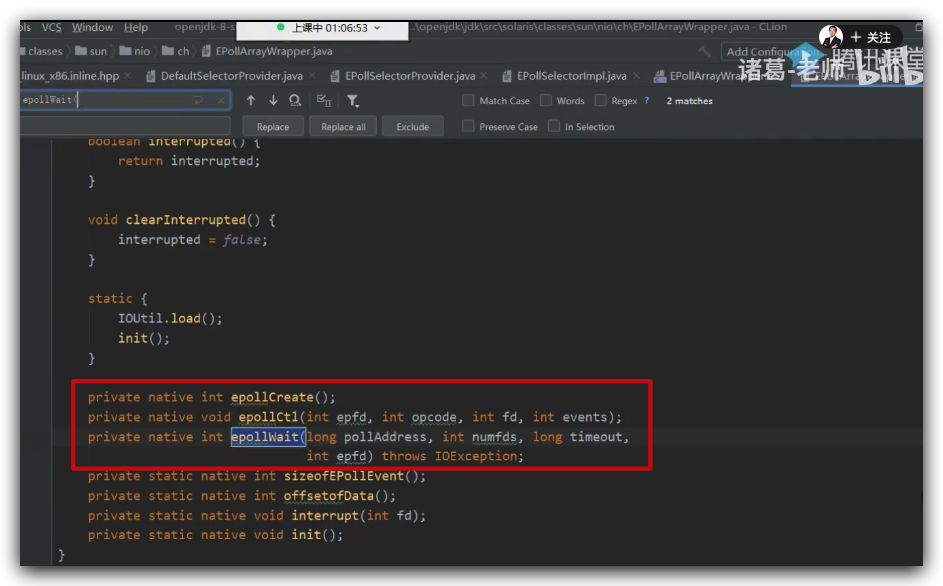 ols VCS Window Help openjdk-8-s 上课中 01:06:53 ..\openjdk\jdk\src\solaris\classes\sun\nio\ch\EPollArrayWrapper.java - CLion
+ 关注
classes sun nio ch EPollArrayWrapper.java Add Configu
诸葛-老师 腾讯课堂 bilibili
linux_x86.inline.hpp DefaultSelectorProvider.java EPollSelectorProvider.java EPollSelectorImpl.java EPollArrayWrap
epollWait( Match Case Words Regex ? 2 matches
Replace Replace all Exclude Preserve Case In Selection
boolean interrupted() {
return interrupted;
}
void clearInterrupted() {
interrupted = false;
}
static {
IOUtil.load();
init();
}
private native int epollCreate();
private native void epollCtl(int epfd, int opcode, int fd, int events);
private native int epollWait(long pollAddress, int numfds, long timeout,
int epfd) throws IOException;
private static native int sizeofEPollEvent();
private static native int offsetofData();
private static native void interrupt(int fd);
private static native void init();
}